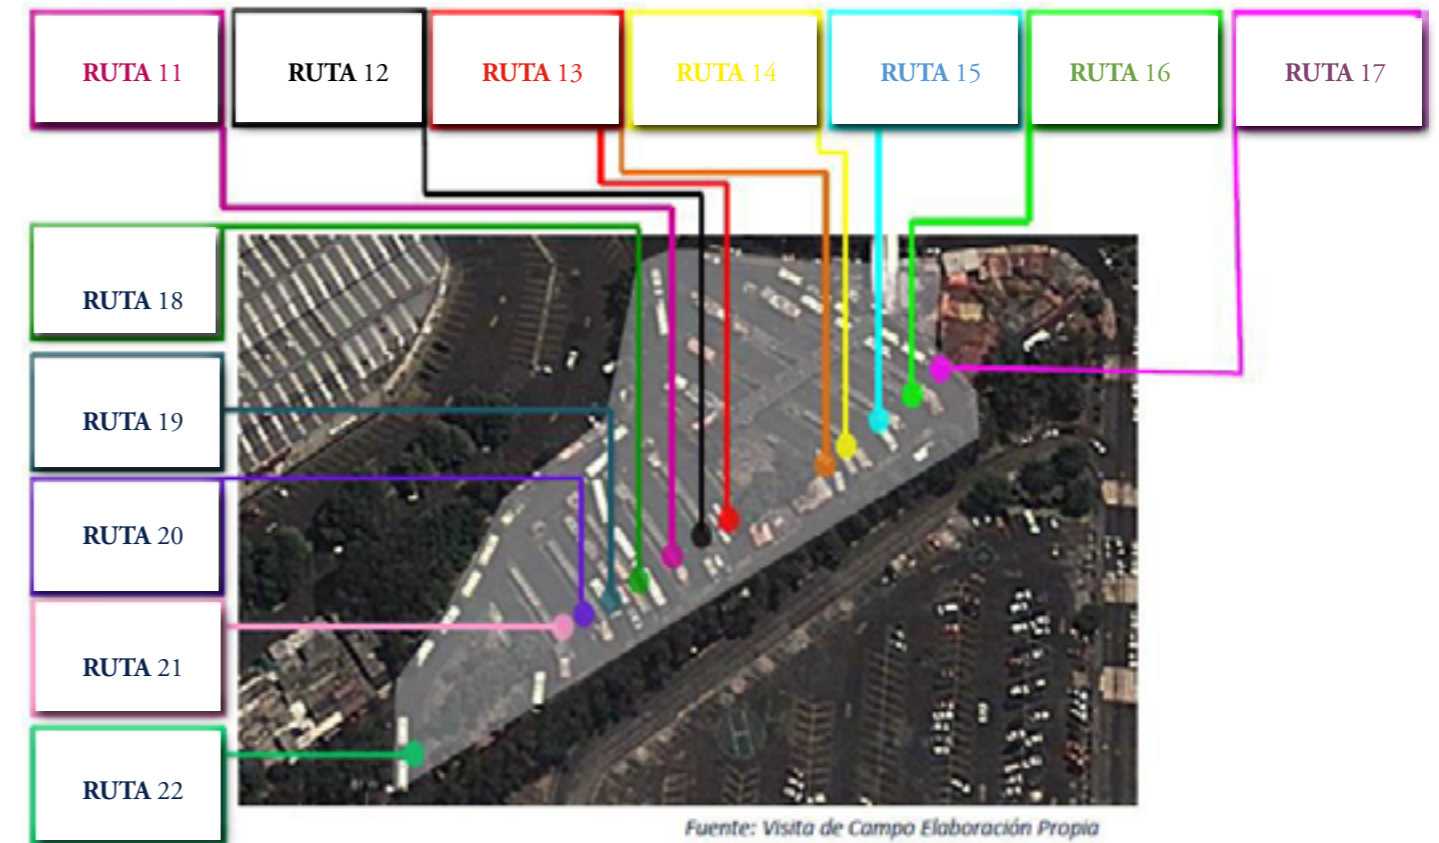 RUTA 11
RUTA 12
RUTA 13
RUTA 14
RUTA 15
RUTA 16
RUTA 17
RUTA 18
RUTA 19
RUTA 20
RUTA 21
RUTA 22
Fuente: Visita de Campo Elaboración Propia